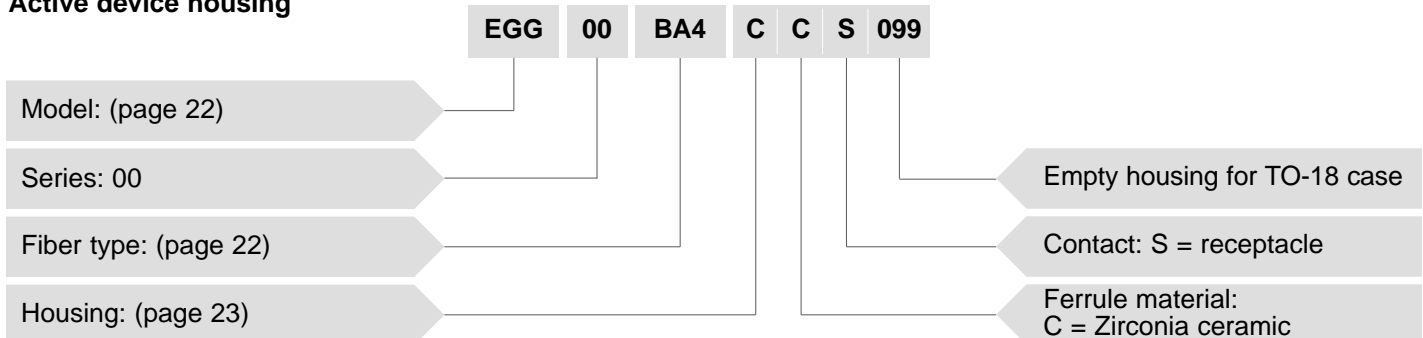 Active device housing
EGG 00 BA4 C C S 099
Model: (page 22)
Series: 00
Fiber type: (page 22)
Housing: (page 23)
Empty housing for TO-18 case
Contact: S = receptacle
Ferrule material:
C = Zirconia ceramic